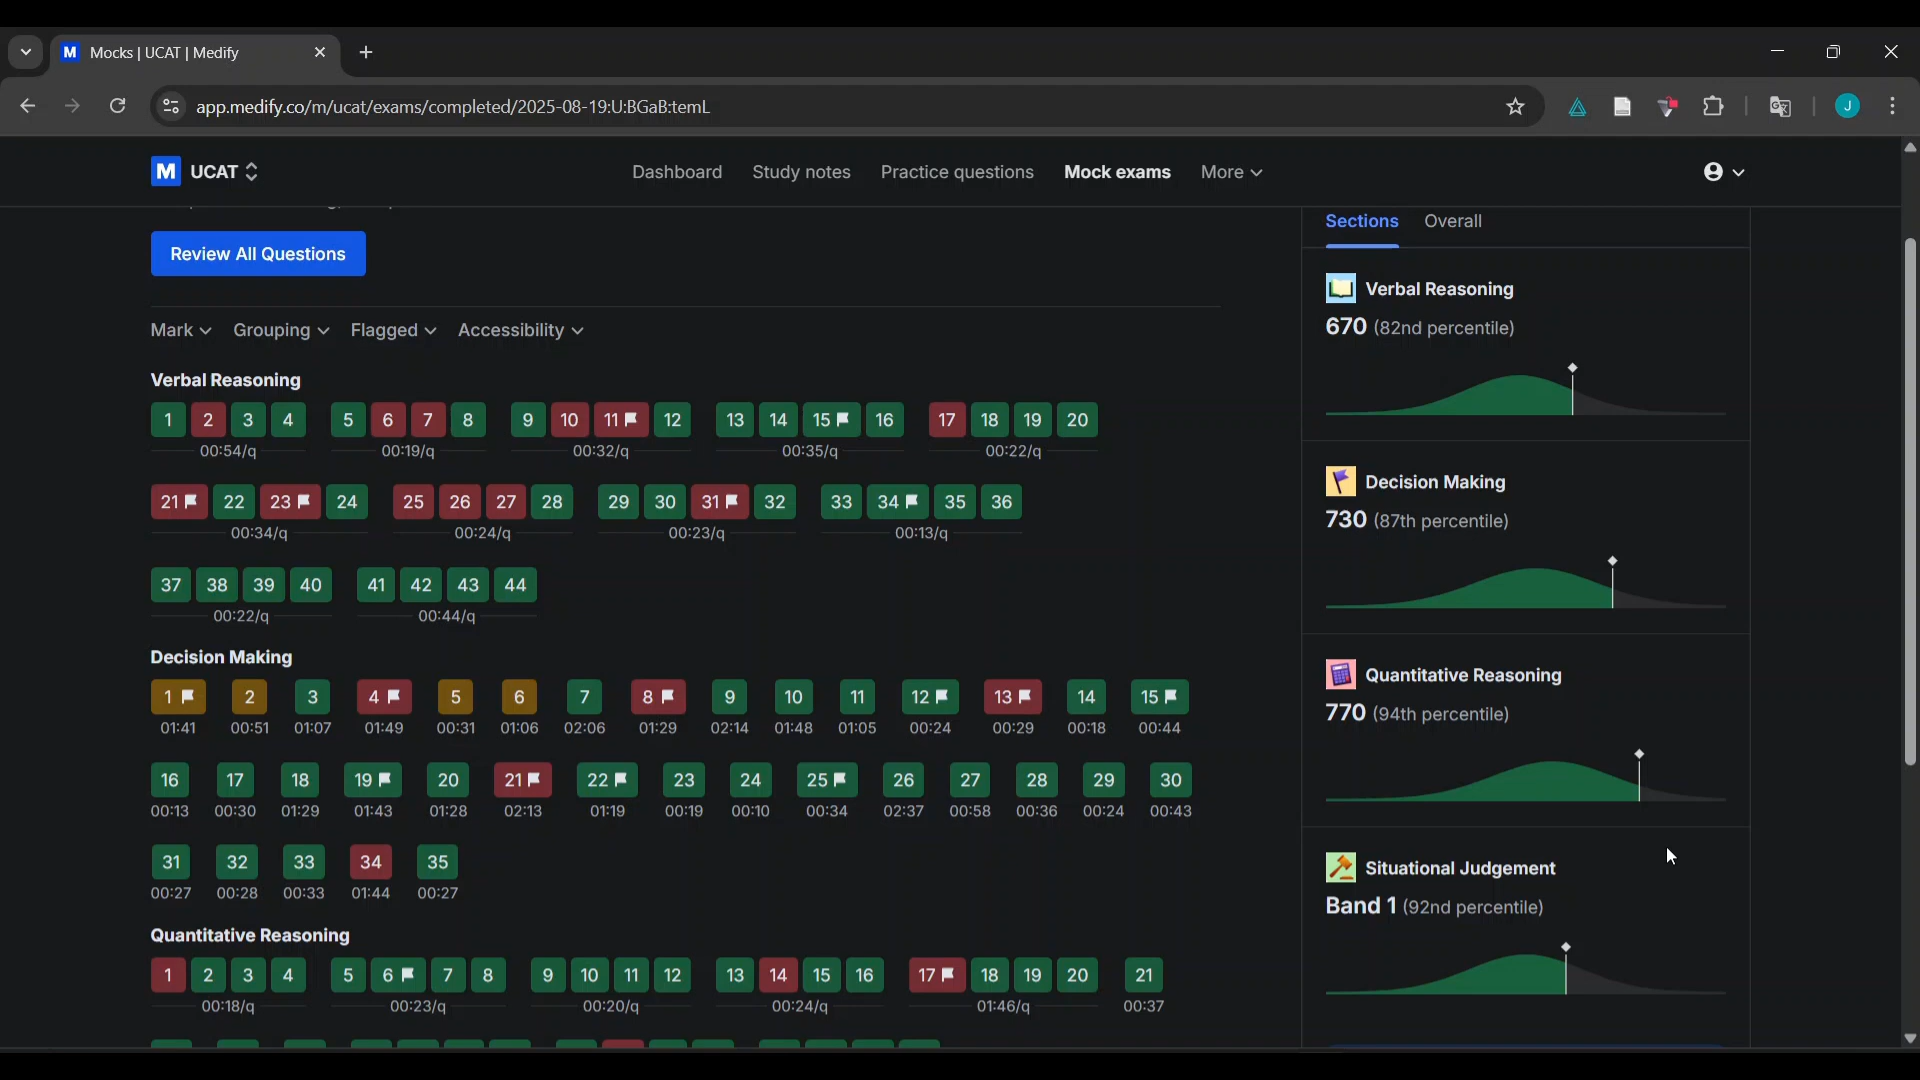 Mocks | UCAT | Medify
app.medify.co/m/ucat/exams/completed/2025-08-19:U:BGaB:temL
J
M UCAT
Dashboard Study notes Practice questions Mock exams More
Review All Questions
Mark Grouping Flagged Accessibility
Verbal Reasoning
1 2 3 4 5 6 7 8 9 10 11 12 13 14 15 16 17 18 19 20
00:54/q 00:19/q 00:32/q 00:35/q 00:22/q
21 22 23 24 25 26 27 28 29 30 31 32 33 34 35 36
00:34/q 00:24/q 00:23/q 00:13/q
37 38 39 40 41 42 43 44
00:22/q 00:44/q
Decision Making
1 2 3 4 5 6 7 8 9 10 11 12 13 14 15
01:41 00:51 01:07 01:49 00:31 01:06 02:06 01:29 02:14 01:48 01:05 00:24 00:29 00:18 00:44
16 17 18 19 20 21 22 23 24 25 26 27 28 29 30
00:13 00:30 01:29 01:43 01:28 02:13 01:19 00:19 00:10 00:34 02:37 00:58 00:36 00:24 00:43
31 32 33 34 35
00:27 00:28 00:33 01:44 00:27
Quantitative Reasoning
1 2 3 4 5 6 7 8 9 10 11 12 13 14 15 16 17 18 19 20 21
00:18/q 00:23/q 00:20/q 00:24/q 01:46/q 00:37
Sections Overall
Verbal Reasoning
670 (82nd percentile)
Decision Making
730 (87th percentile)
Quantitative Reasoning
770 (94th percentile)
Situational Judgement
Band 1 (92nd percentile)